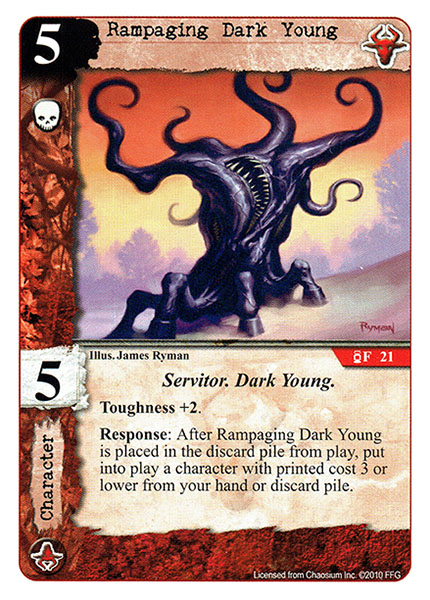 5
Rampaging Dark Young
RYMAN
Illus. James Ryman
F 21
5
Servitor. Dark Young.
Toughness +2.
Response: After Rampaging Dark Young
is placed in the discard pile from play, put
into play a character with printed cost 3 or
lower from your hand or discard pile.
Character
Licensed from Chaosium Inc. ©2010 FFG